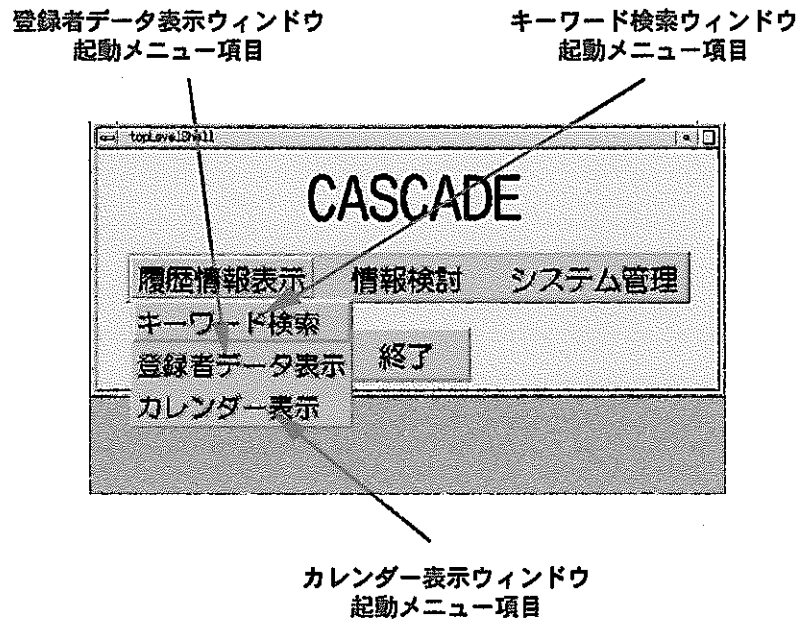 登録者データ表示ウィンドウ
起動メニュー項目
キーワード検索ウィンドウ
起動メニュー項目
topLevelShell
CASCADE
履歴情報表示 情報検討 システム管理
キーワード検索
登録者データ表示 終了
カレンダー表示
カレンダー表示ウィンドウ
起動メニュー項目